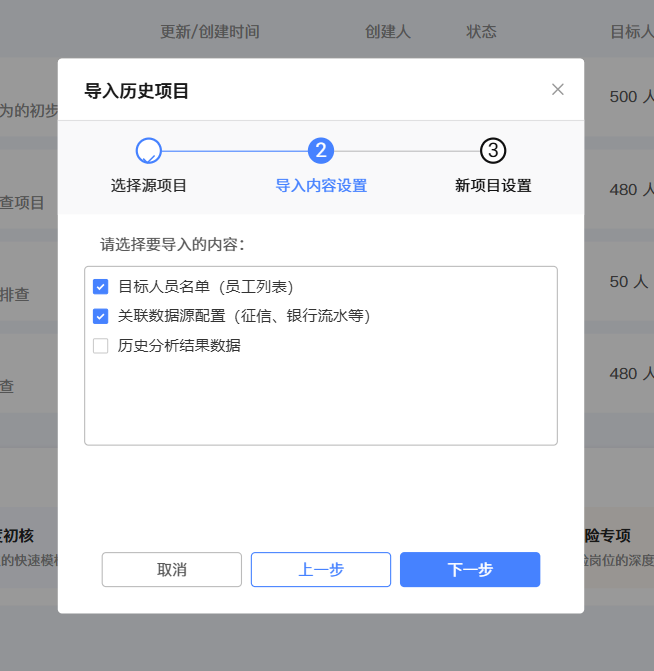 更新/创建时间 创建人 状态 目标人
导入历史项目
为的初步
500 人
2 3
选择源项目 导入内容设置 新项目设置
480 人
查项目
请选择要导入的内容：
目标人员名单（员工列表）
50 人
排查
关联数据源配置（征信、银行流水等）
历史分析结果数据
480 人
查
度初核
险专项
的快速模板
险岗位的深度
取消 上一步 下一步